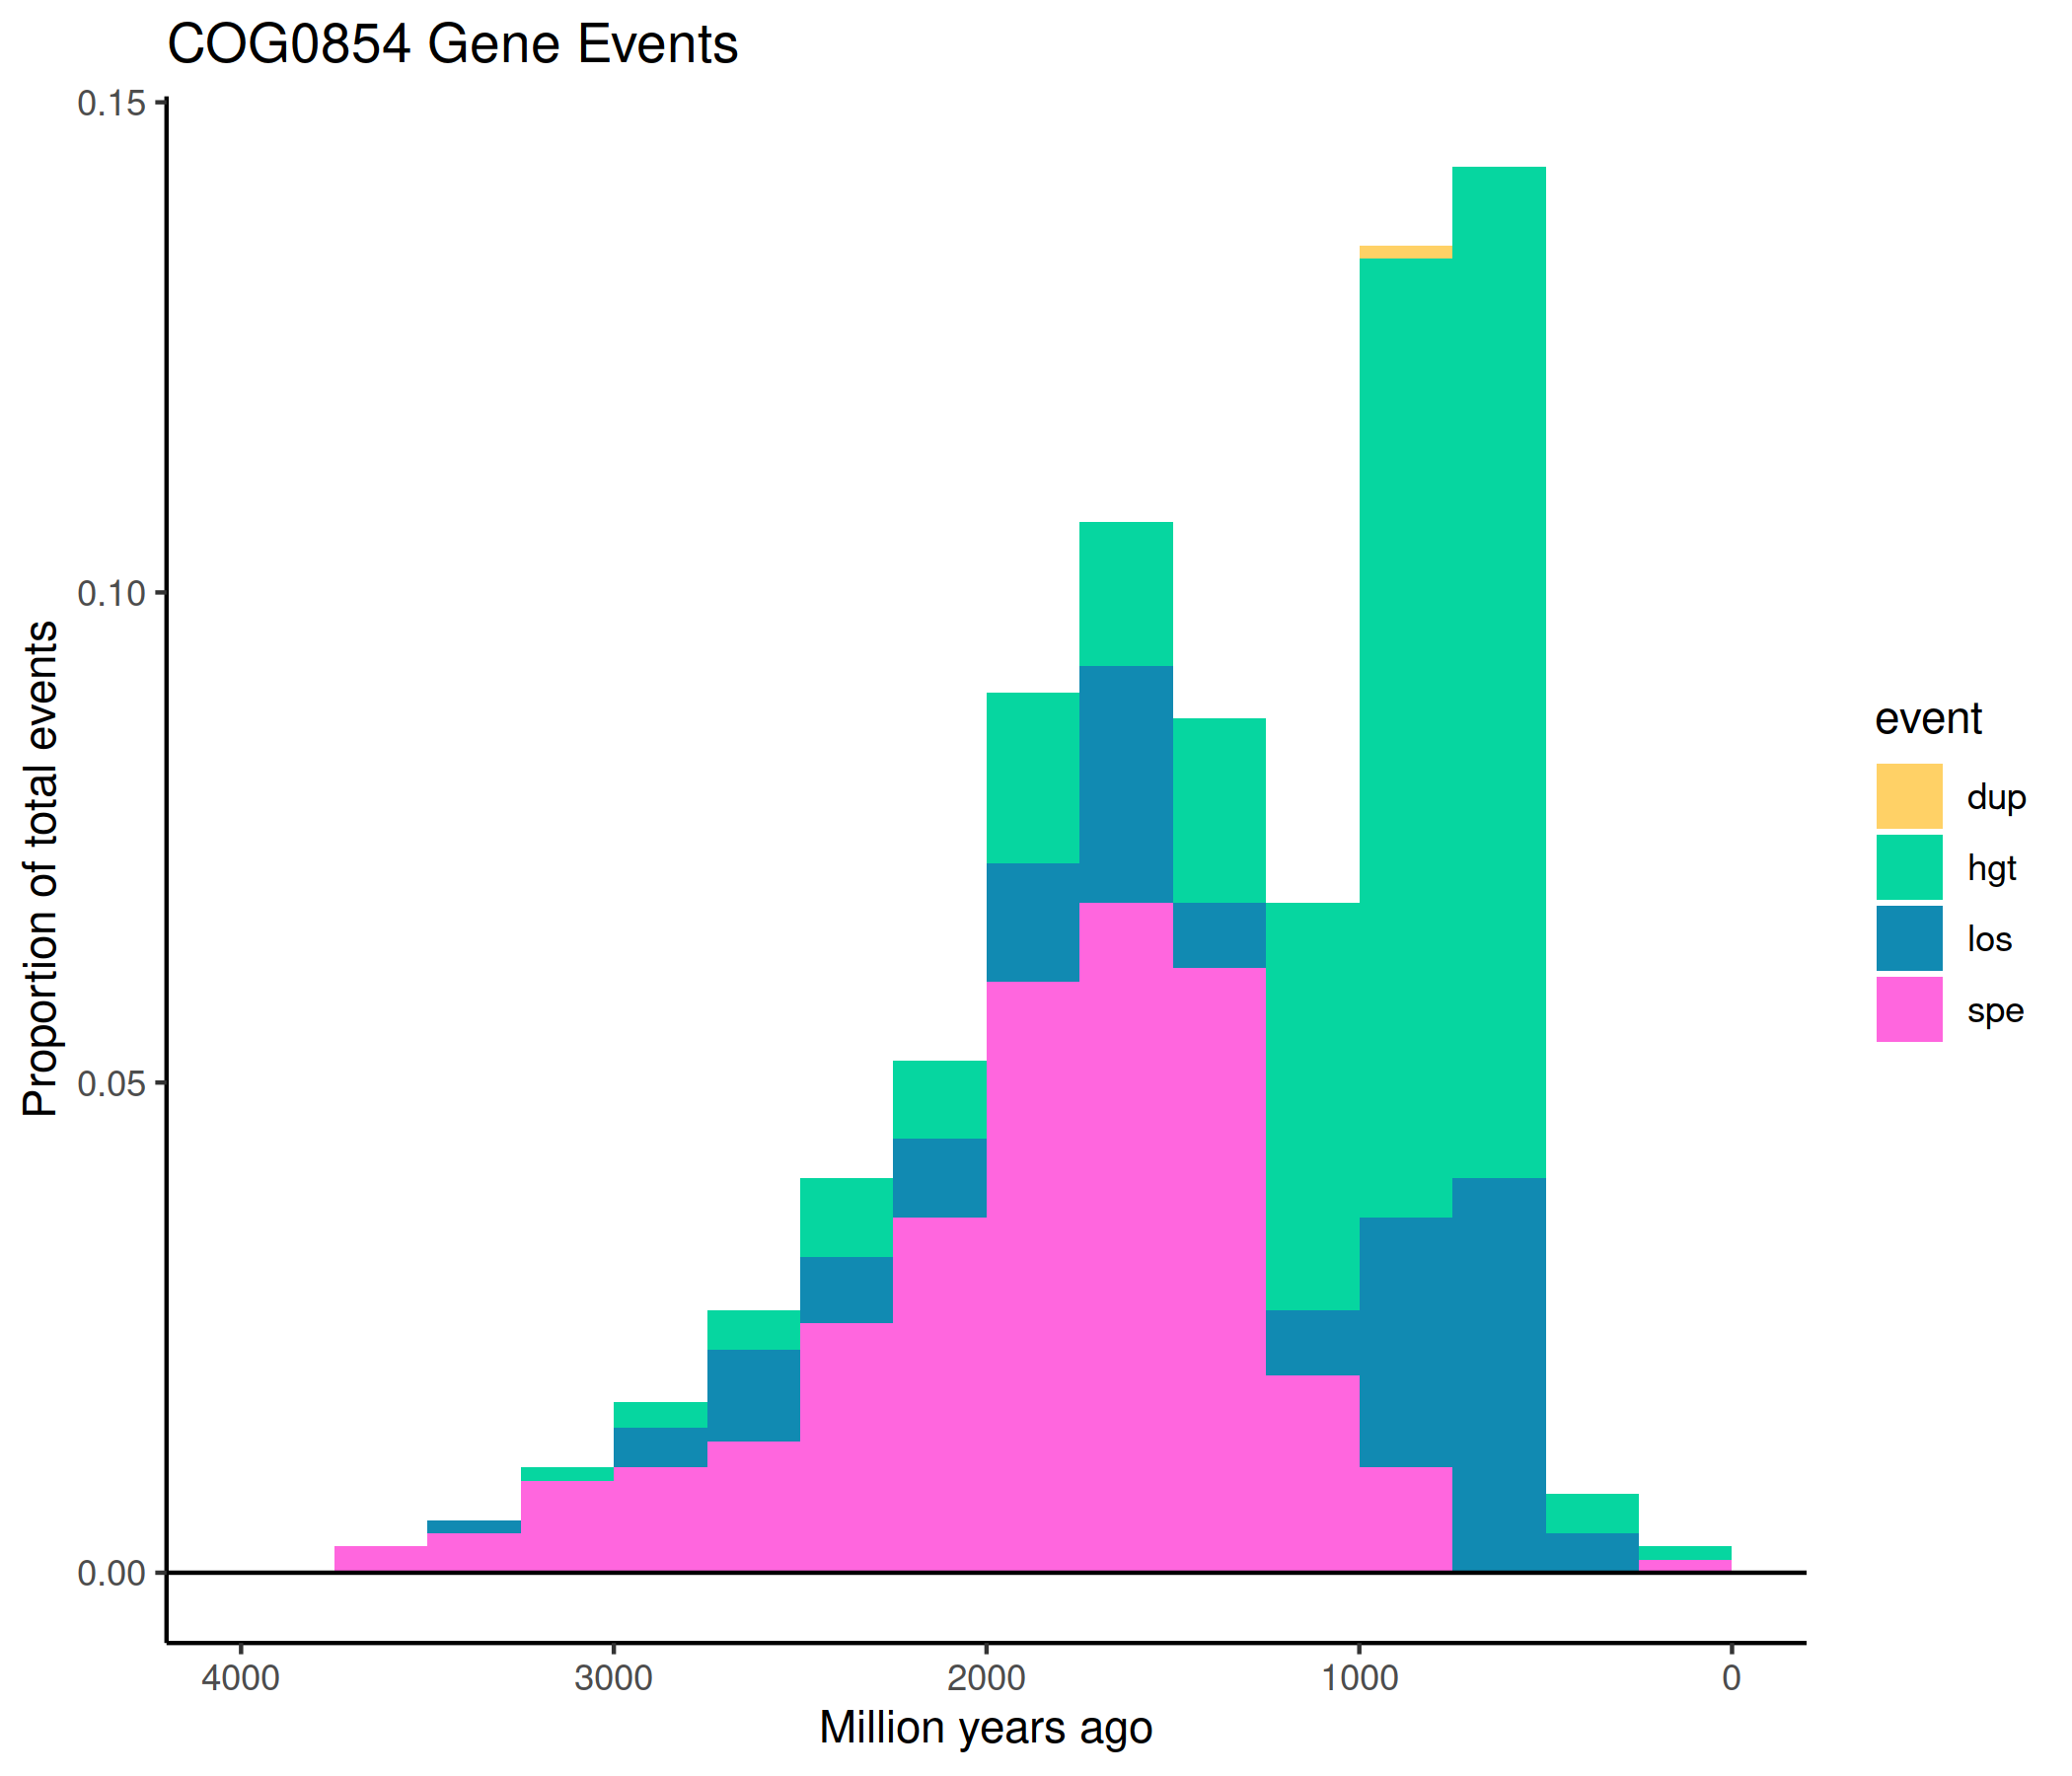 COG0854 Gene Events
0.15
0.10
0.05
0.00
Proportion of total events
4000 3000 2000 1000 0
Million years ago
event
dup
hgt
los
spe